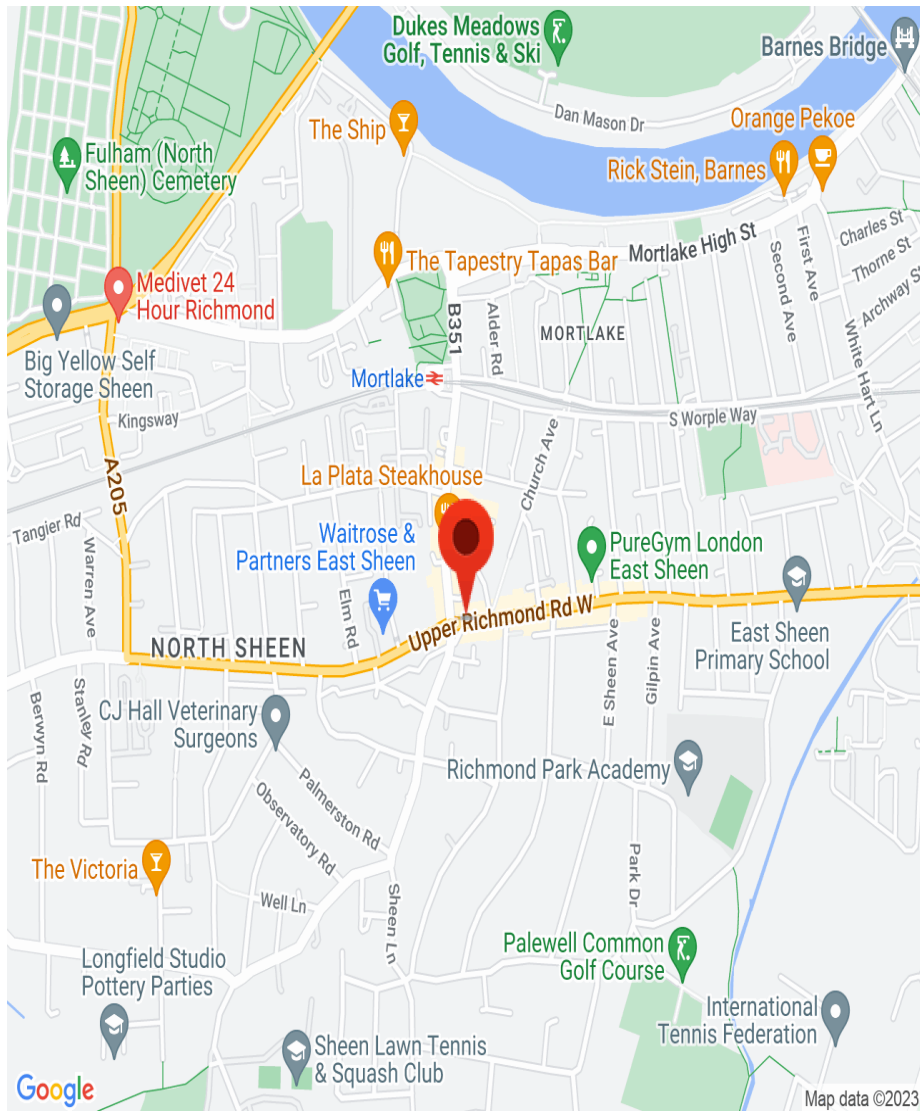 Dukes Meadows
Golf, Tennis & Ski
Barnes Bridge
Dan Mason Dr
The Ship
Orange Pekoe
Fulham (North
Sheen) Cemetery
Rick Stein, Barnes
Charles St
First Ave
Second Ave
Mortlake High St
Thorne St
The Tapestry Tapas Bar
Archway S
Medivet 24
Hour Richmond
B351
Alder Rd
MORTLAKE
White Hart Ln
Big Yellow Self
Storage Sheen
Mortlake
Kingsway
S Worple Way
A205
La Plata Steakhouse
Church Ave
Tangier Rd
Waitrose &
Partners East Sheen
PureGym London
East Sheen
Warren Ave
Elm Rd
Upper Richmond Rd W
NORTH SHEEN
East Sheen
Primary School
E Sheen Ave
Gilpin Ave
Berwyn Rd
Stanley Rd
CJ Hall Veterinary
Surgeons
Richmond Park Academy
Palmerston Rd
Observatory Rd
The Victoria
Park Dr
Well Ln
Sheen Ln
Palewell Common
Golf Course
Longfield Studio
Pottery Parties
International
Tennis Federation
Sheen Lawn Tennis
& Squash Club
Google
Map data ©2023